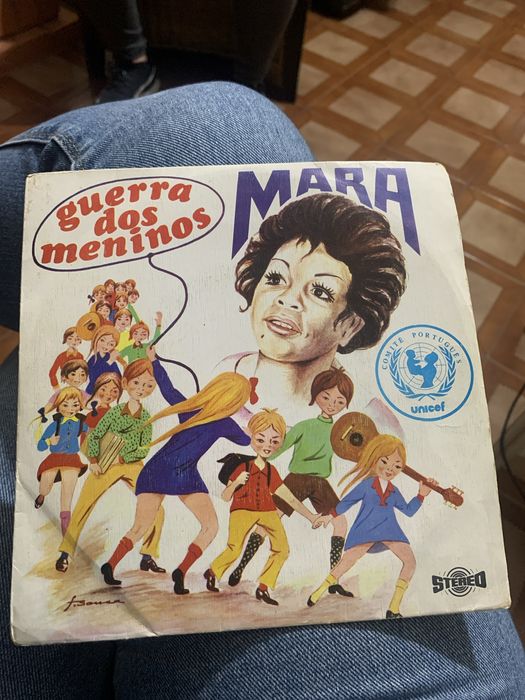 guerra
dos
meninos
MARA
COMITÉ PORTUGUÊS
unicef
STEREO